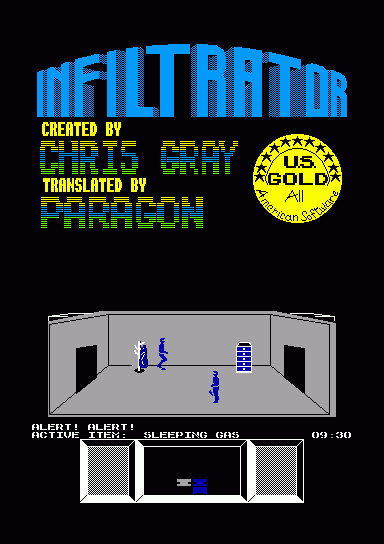 INFILTRATOR
CREATED BY
CHRIS GRAY
TRANSLATED BY
PARAGON
U.S.
GOLD
All
American Software
ALERT! ALERT!
ACTIVE ITEM: SLEEPING GAS 09:30